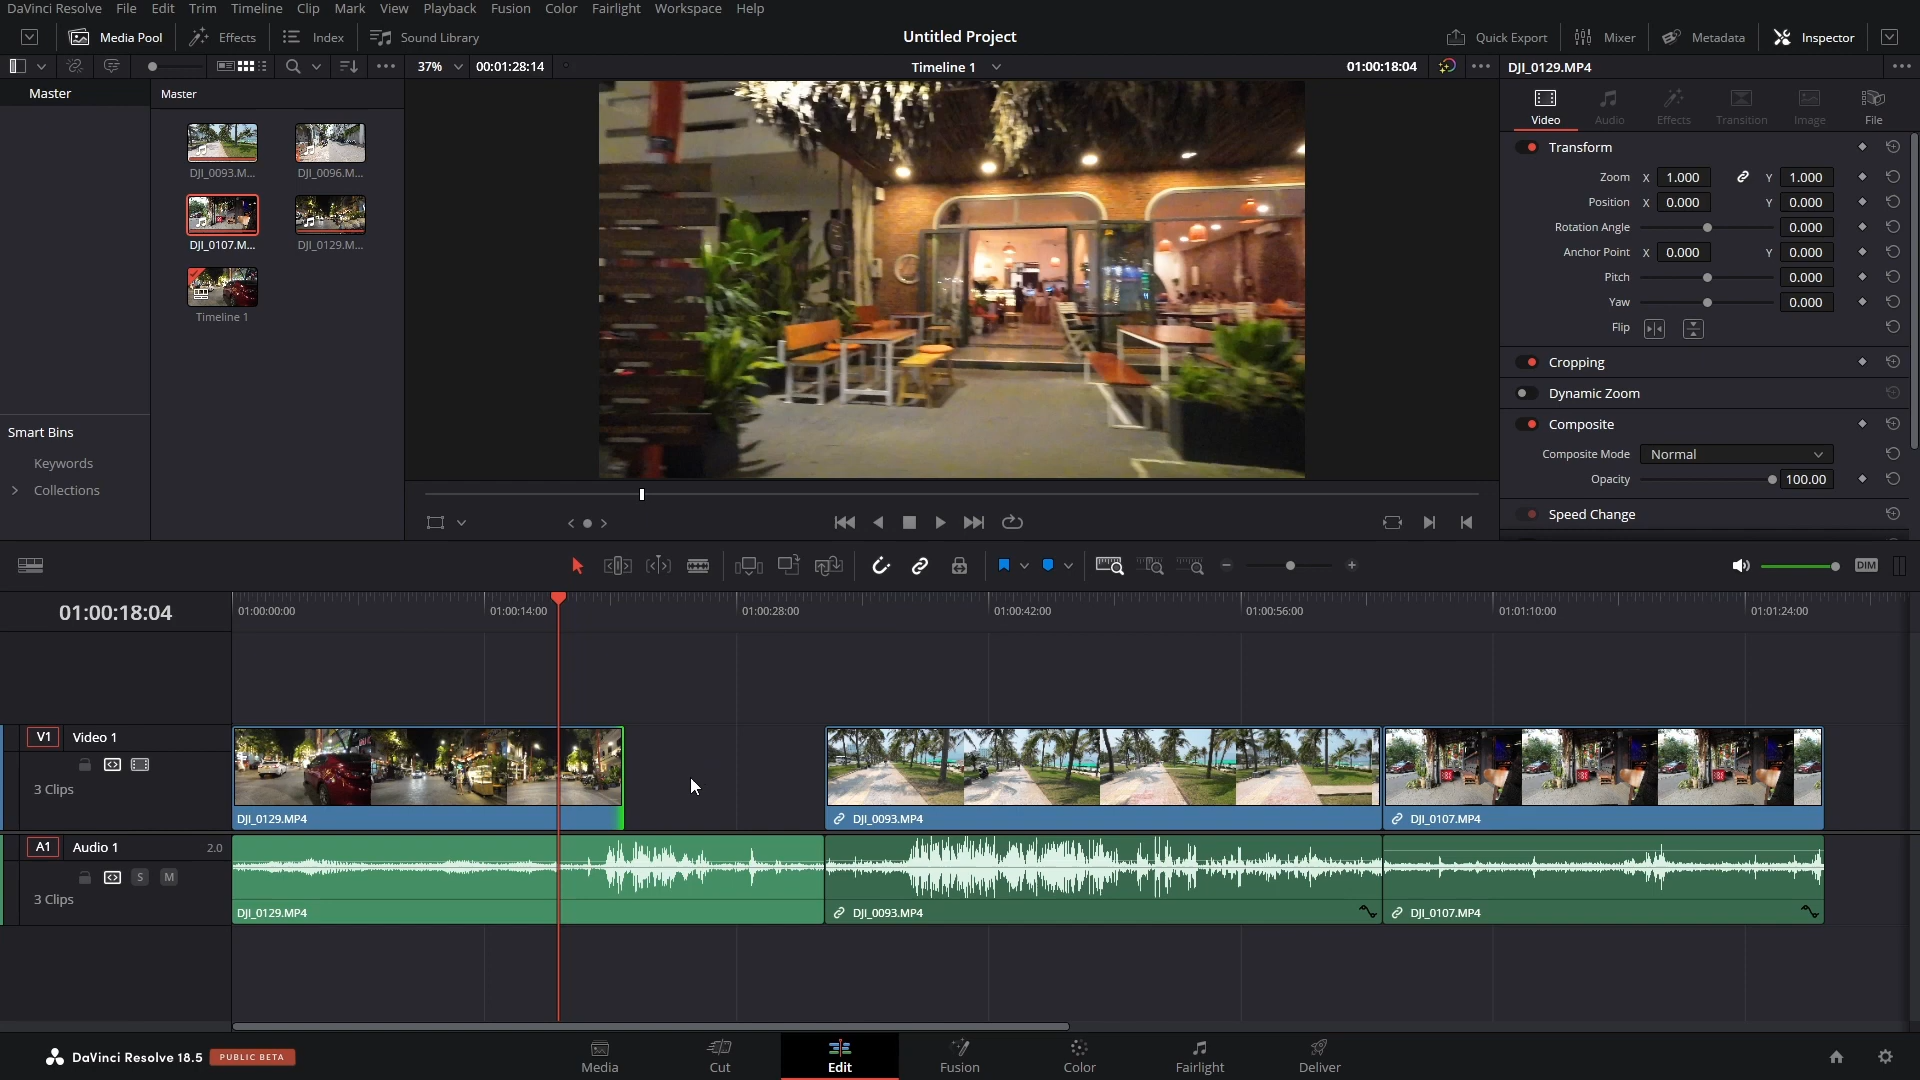 DaVinci Resolve File Edit Trim Timeline Clip Mark View Playback Fusion Color Fairlight Workspace Help
Media Pool Effects Index Sound Library Untitled Project Quick Export Mixer Metadata Inspector
37% 00:01:28:14 Timeline 1 01:00:18:04 DJI_0129.MP4
Master Master
Video Audio Effects Transition Image File
DJI_0093.M... DJI_0096.M...
DJI_0107.M... DJI_0129.M...
Timeline 1
Smart Bins
Keywords
Collections
Transform
Zoom X 1.000 Y 1.000
Position X 0.000 Y 0.000
Rotation Angle 0.000
Anchor Point X 0.000 Y 0.000
Pitch 0.000
Yaw 0.000
Flip
Cropping
Dynamic Zoom
Composite
Composite Mode Normal
Opacity 100.00
Speed Change
DIM
01:00:18:04 01:00:00:00 01:00:14:00 01:00:28:00 01:00:42:00 01:00:56:00 01:01:10:00 01:01:24:00
V1 Video 1
3 Clips
DJI_0129.MP4 DJI_0093.MP4 DJI_0107.MP4
A1 Audio 1 2.0
S M
3 Clips
DJI_0129.MP4 DJI_0093.MP4 DJI_0107.MP4
DaVinci Resolve 18.5 PUBLIC BETA
Media Cut Edit Fusion Color Fairlight Deliver